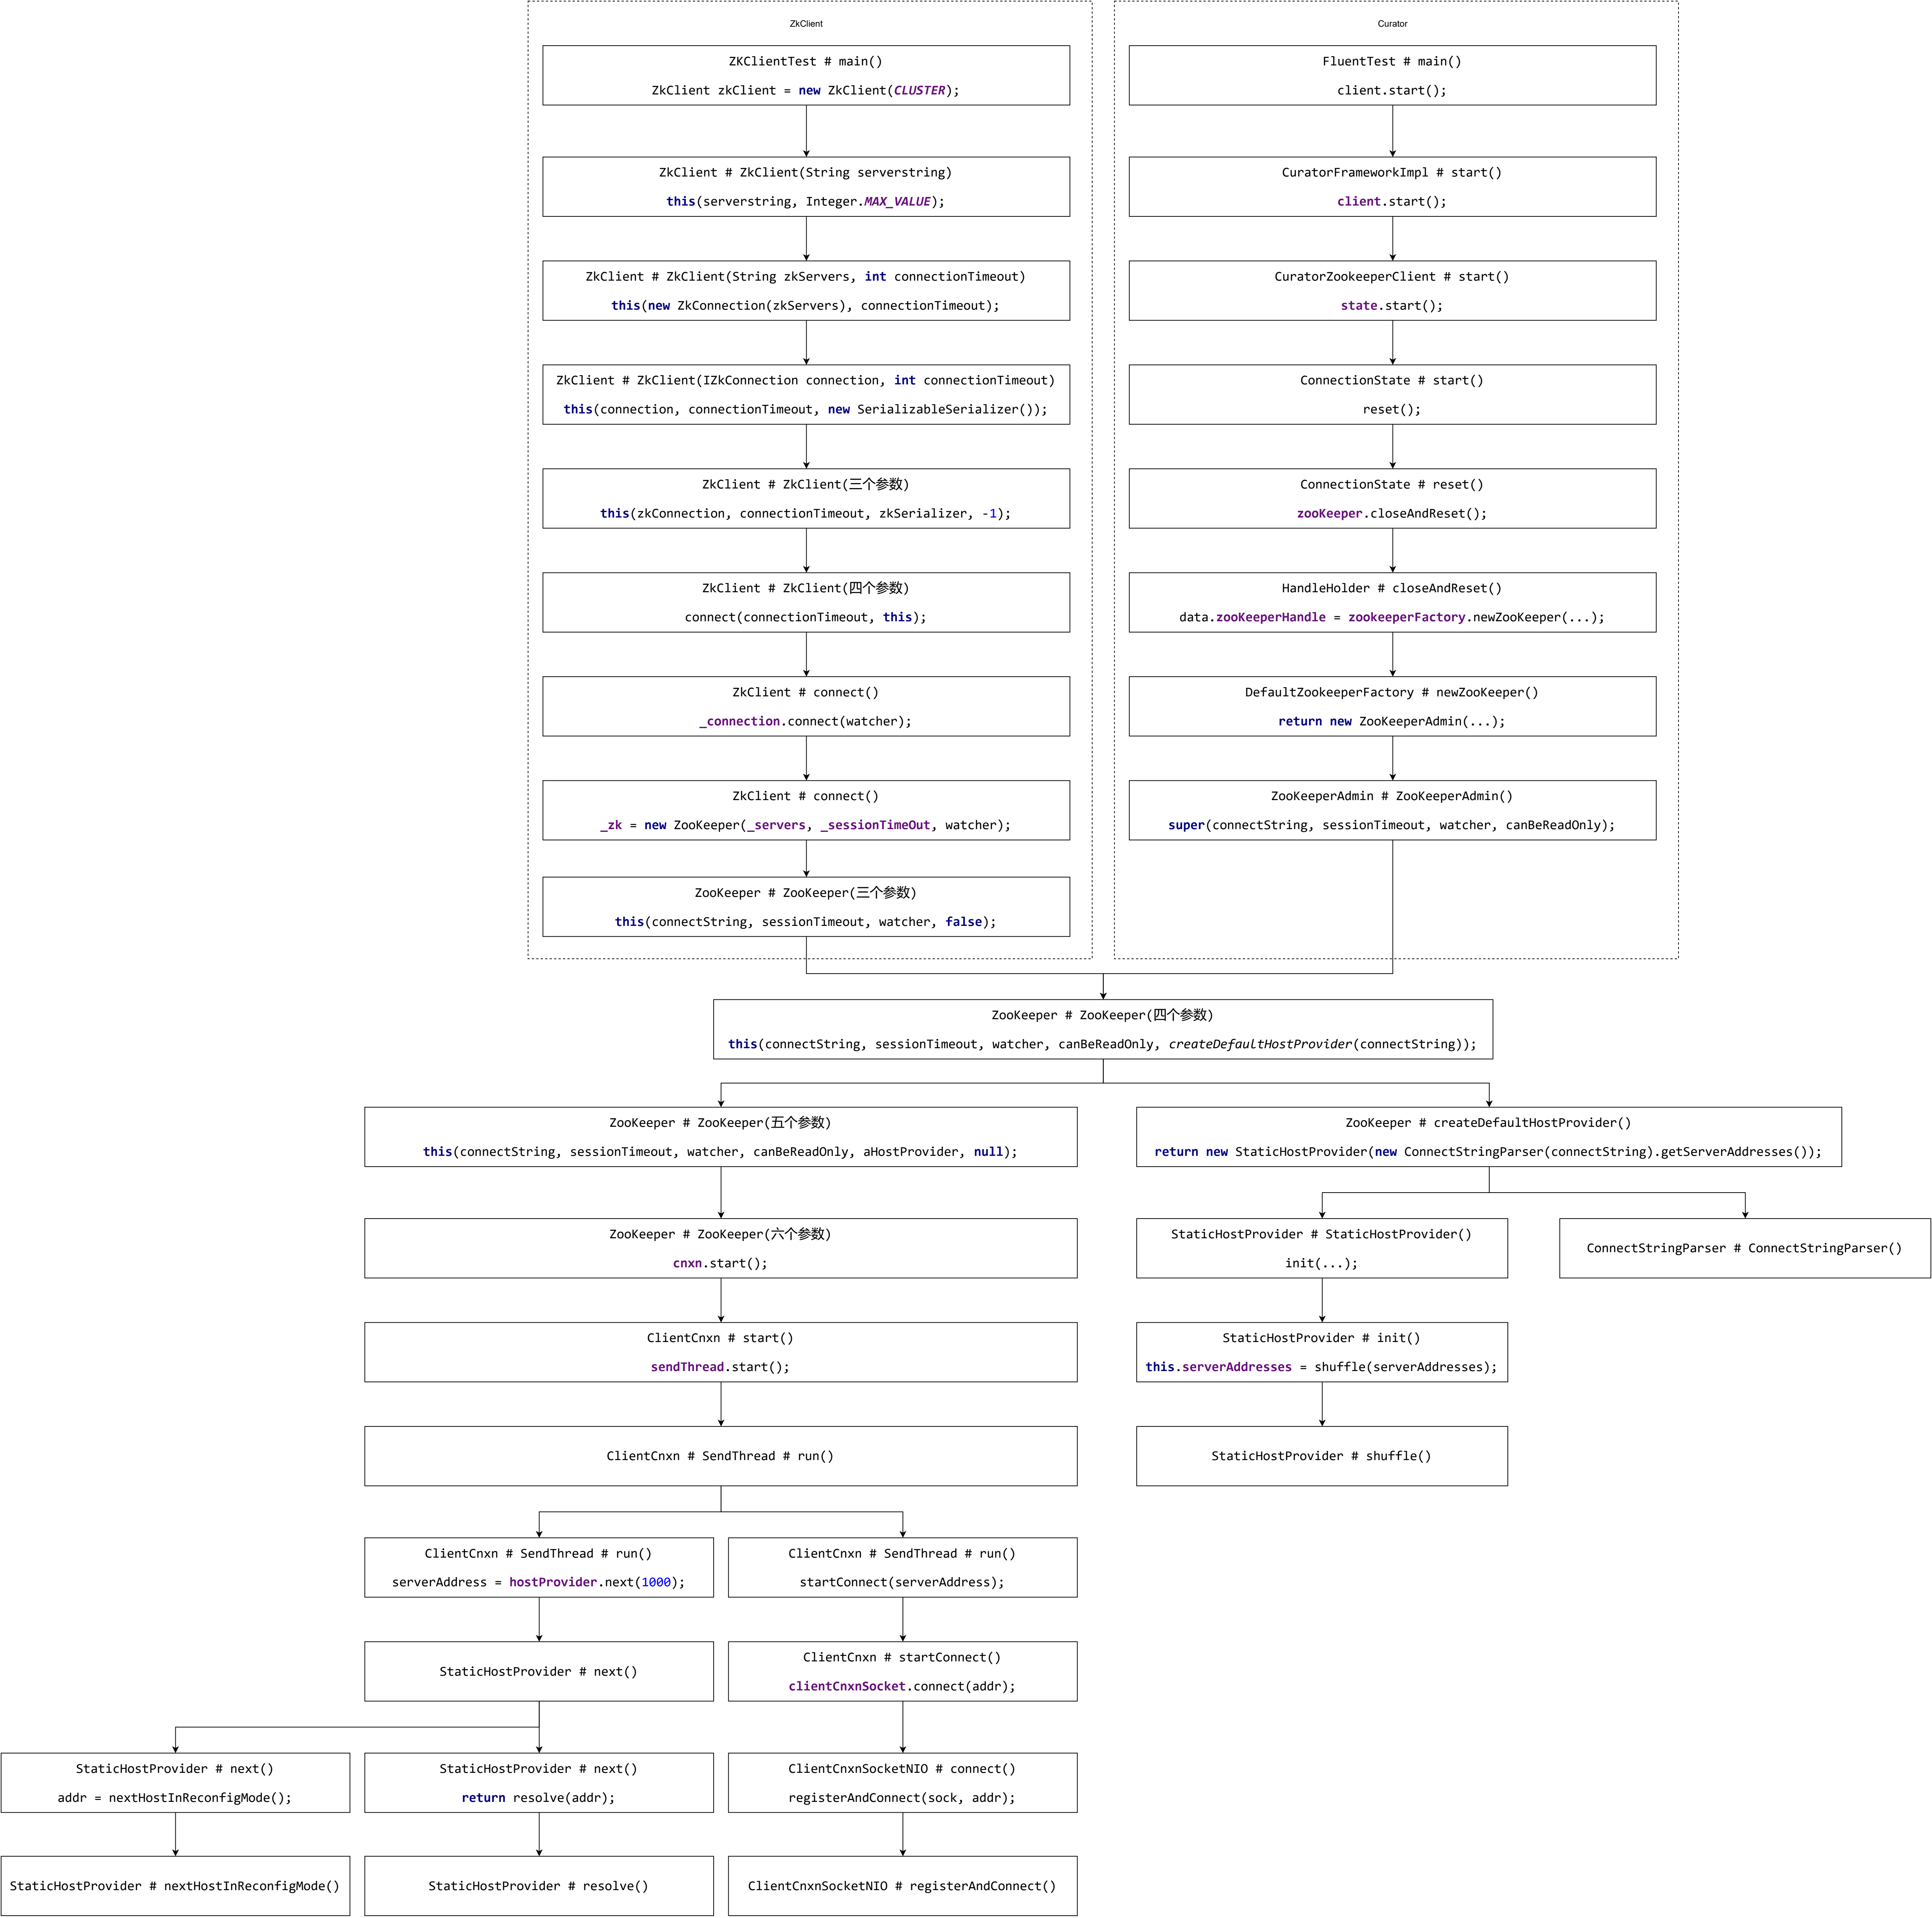 ZkClient
ZKClientTest # main()
ZkClient zkClient = new ZkClient(CLUSTER);
ZkClient # ZkClient(String serverstring)
this(serverstring, Integer.MAX_VALUE);
ZkClient # ZkClient(String zkServers, int connectionTimeout)
this(new ZkConnection(zkServers), connectionTimeout);
ZkClient # ZkClient(IZkConnection connection, int connectionTimeout)
this(connection, connectionTimeout, new SerializableSerializer());
ZkClient # ZkClient(三个参数)
this(zkConnection, connectionTimeout, zkSerializer, -1);
ZkClient # ZkClient(四个参数)
connect(connectionTimeout, this);
ZkClient # connect()
_connection.connect(watcher);
ZkClient # connect()
_zk = new ZooKeeper(_servers, _sessionTimeOut, watcher);
ZooKeeper # ZooKeeper(三个参数)
this(connectString, sessionTimeout, watcher, false);
Curator
FluentTest # main()
client.start();
CuratorFrameworkImpl # start()
client.start();
CuratorZookeeperClient # start()
state.start();
ConnectionState # start()
reset();
ConnectionState # reset()
zooKeeper.closeAndReset();
HandleHolder # closeAndReset()
data.zooKeeperHandle = zookeeperFactory.newZooKeeper(...);
DefaultZookeeperFactory # newZooKeeper()
return new ZooKeeperAdmin(...);
ZooKeeperAdmin # ZooKeeperAdmin()
super(connectString, sessionTimeout, watcher, canBeReadOnly);
ZooKeeper # ZooKeeper(四个参数)
this(connectString, sessionTimeout, watcher, canBeReadOnly, createDefaultHostProvider(connectString));
ZooKeeper # ZooKeeper(五个参数)
this(connectString, sessionTimeout, watcher, canBeReadOnly, aHostProvider, null);
ZooKeeper # createDefaultHostProvider()
return new StaticHostProvider(new ConnectStringParser(connectString).getServerAddresses());
ZooKeeper # ZooKeeper(六个参数)
cnxn.start();
StaticHostProvider # StaticHostProvider()
init(...);
ConnectStringParser # ConnectStringParser()
ClientCnxn # start()
sendThread.start();
StaticHostProvider # init()
this.serverAddresses = shuffle(serverAddresses);
ClientCnxn # SendThread # run()
StaticHostProvider # shuffle()
ClientCnxn # SendThread # run()
serverAddress = hostProvider.next(1000);
ClientCnxn # SendThread # run()
startConnect(serverAddress);
StaticHostProvider # next()
ClientCnxn # startConnect()
clientCnxnSocket.connect(addr);
StaticHostProvider # next()
addr = nextHostInReconfigMode();
StaticHostProvider # next()
return resolve(addr);
ClientCnxnSocketNIO # connect()
registerAndConnect(sock, addr);
StaticHostProvider # nextHostInReconfigMode()
StaticHostProvider # resolve()
ClientCnxnSocketNIO # registerAndConnect()